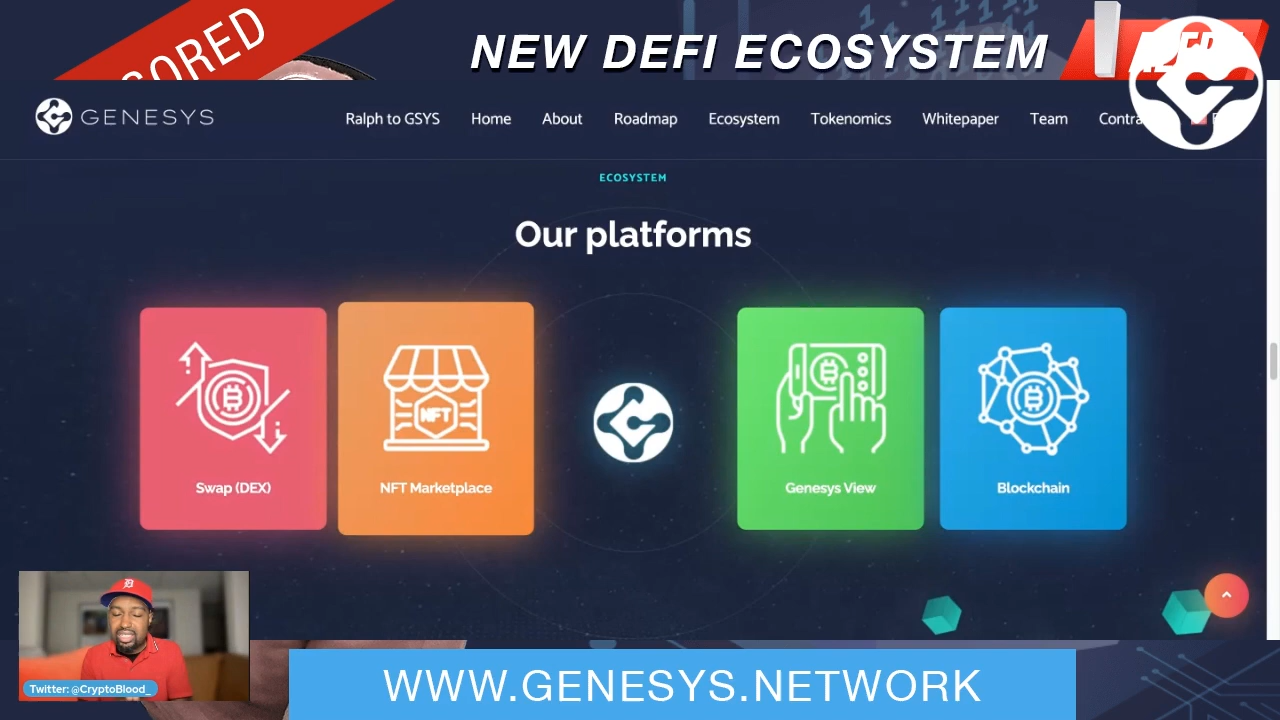 NEW DEFI ECOSYSTEM
GENESYS
Ralph to GSYS Home About Roadmap Ecosystem Tokenomics Whitepaper Team
ECOSYSTEM
Our platforms
NFT
Swap (DEX) NFT Marketplace Genesys View Blockchain
Twitter: @CryptoBlood_
WWW.GENESYS.NETWORK